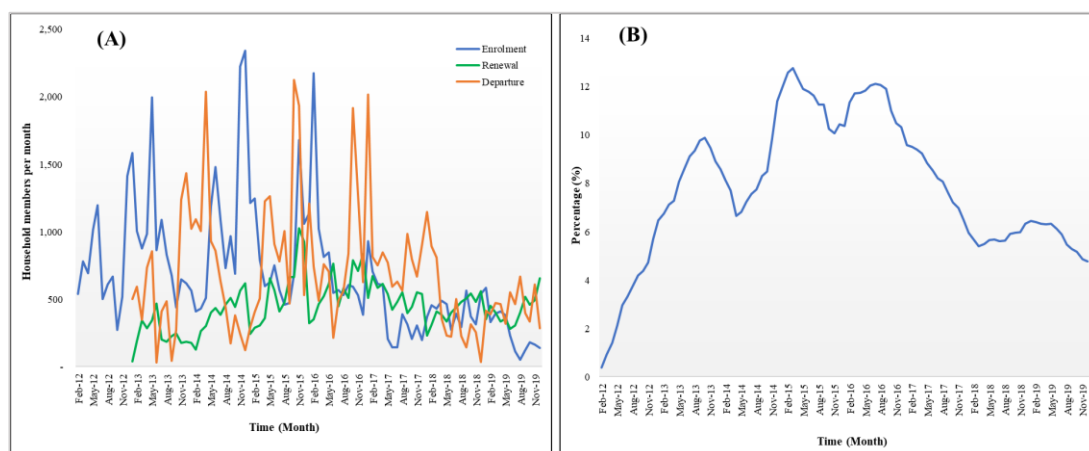 (A)
Enrolment
Renewal
Departure
Household members per month
2,500
2,000
1,500
1,000
500
-
Feb-12
May-12
Aug-12
Nov-12
Feb-13
May-13
Aug-13
Nov-13
Feb-14
May-14
Aug-14
Nov-14
Feb-15
May-15
Aug-15
Nov-15
Feb-16
May-16
Aug-16
Nov-16
Feb-17
May-17
Aug-17
Nov-17
Feb-18
May-18
Aug-18
Nov-18
Feb-19
May-19
Aug-19
Nov-19
Time (Month)
(B)
Percentage (%)
14
12
10
8
6
4
2
0
Feb-12
May-12
Aug-12
Nov-12
Feb-13
May-13
Aug-13
Nov-13
Feb-14
May-14
Aug-14
Nov-14
Feb-15
May-15
Aug-15
Nov-15
Feb-16
May-16
Aug-16
Nov-16
Feb-17
May-17
Aug-17
Nov-17
Feb-18
May-18
Aug-18
Nov-18
Feb-19
May-19
Aug-19
Nov-19
Time (Month)